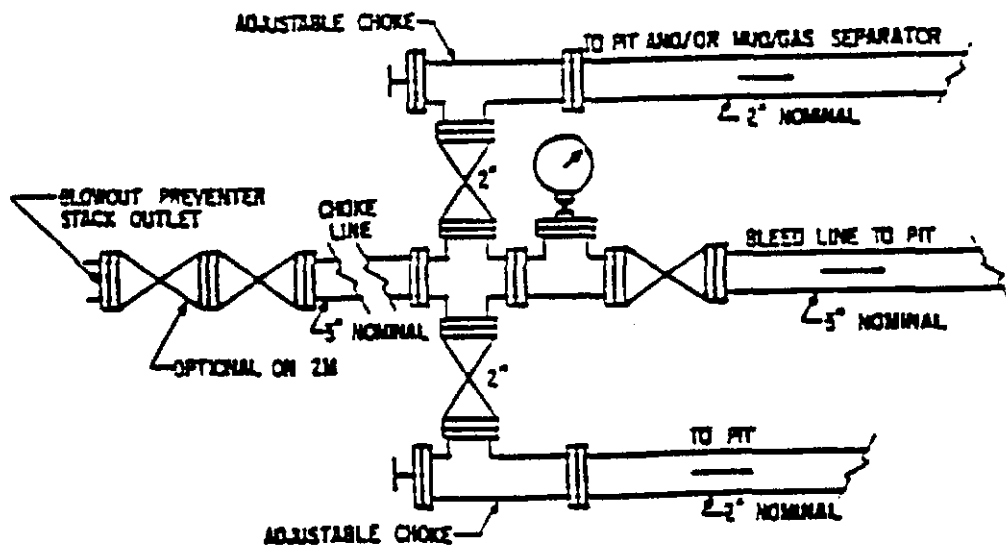 ADJUSTABLE CHOKE
TO PIT AND/OR MUD/GAS SEPARATOR
2" NOMINAL
2"
BLOWOUT PREVENTER
STACK OUTLET
CHOKE
LINE
BLEED LINE TO PIT
3" NOMINAL
3" NOMINAL
OPTIONAL ON 2M
2"
TO PIT
2" NOMINAL
ADJUSTABLE CHOKE